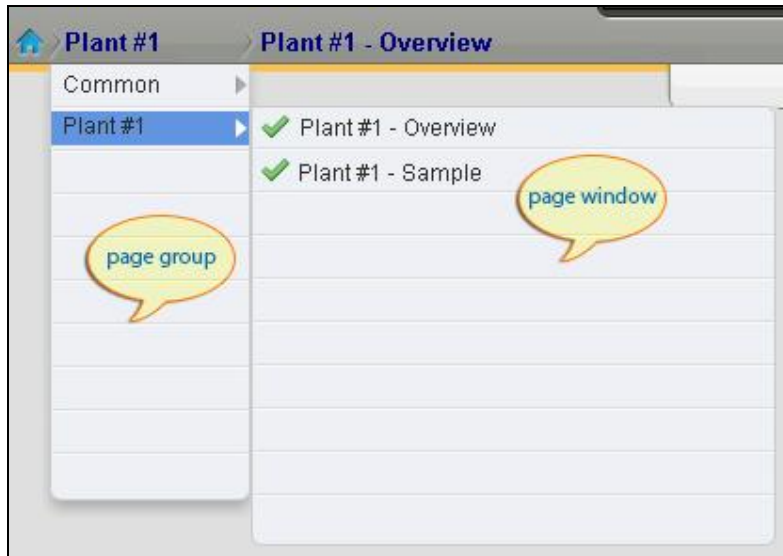 Plant #1
Plant #1 - Overview
Common
Plant #1
Plant #1 - Overview
Plant #1 - Sample
page window
page group